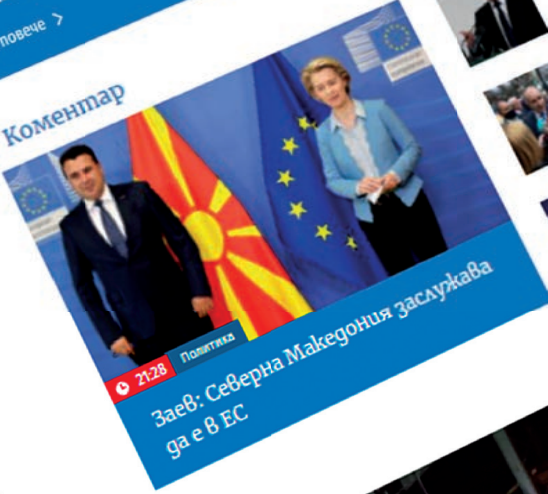 повече >
Коментар
21:28 Политика
Заев: Северна Македония заслужава
да е в ЕС